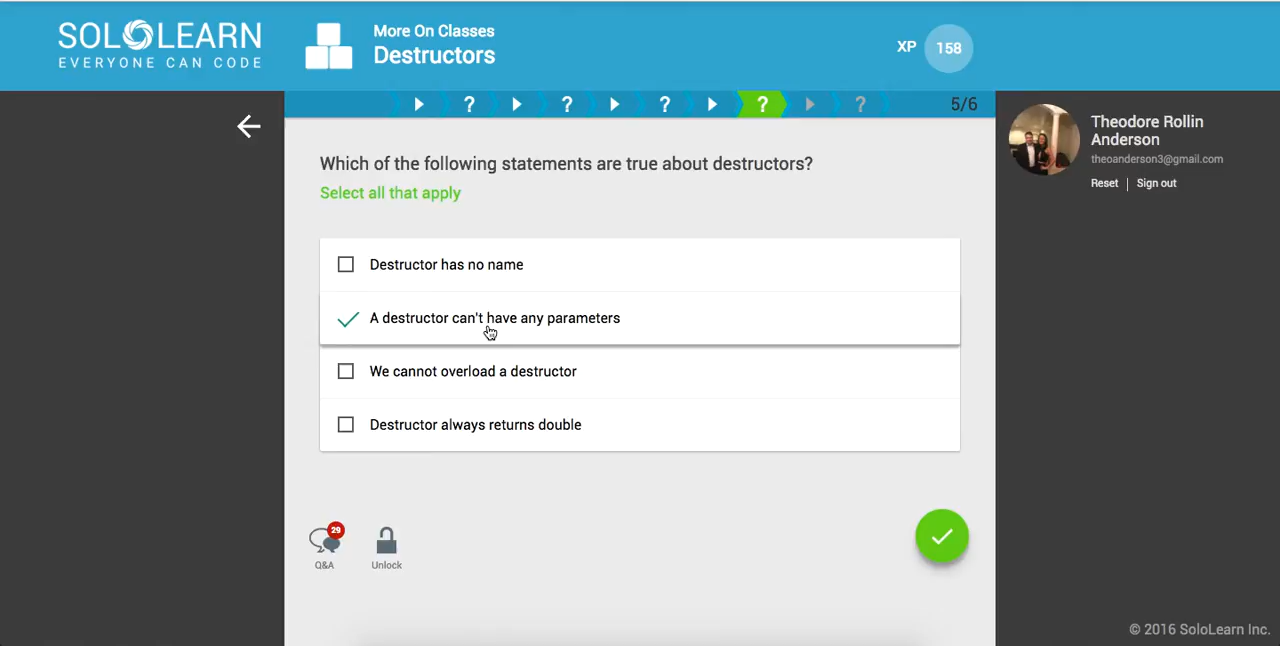 SOLOLEARN
EVERYONE CAN CODE
More On Classes
Destructors
XP 158
? ? ? ? ? 5/6
Theodore Rollin
Anderson
theoanderson3@gmail.com
Reset | Sign out
Which of the following statements are true about destructors?
Select all that apply
Destructor has no name
A destructor can't have any parameters
We cannot overload a destructor
Destructor always returns double
29
Q&A
Unlock
© 2016 SoloLearn Inc.